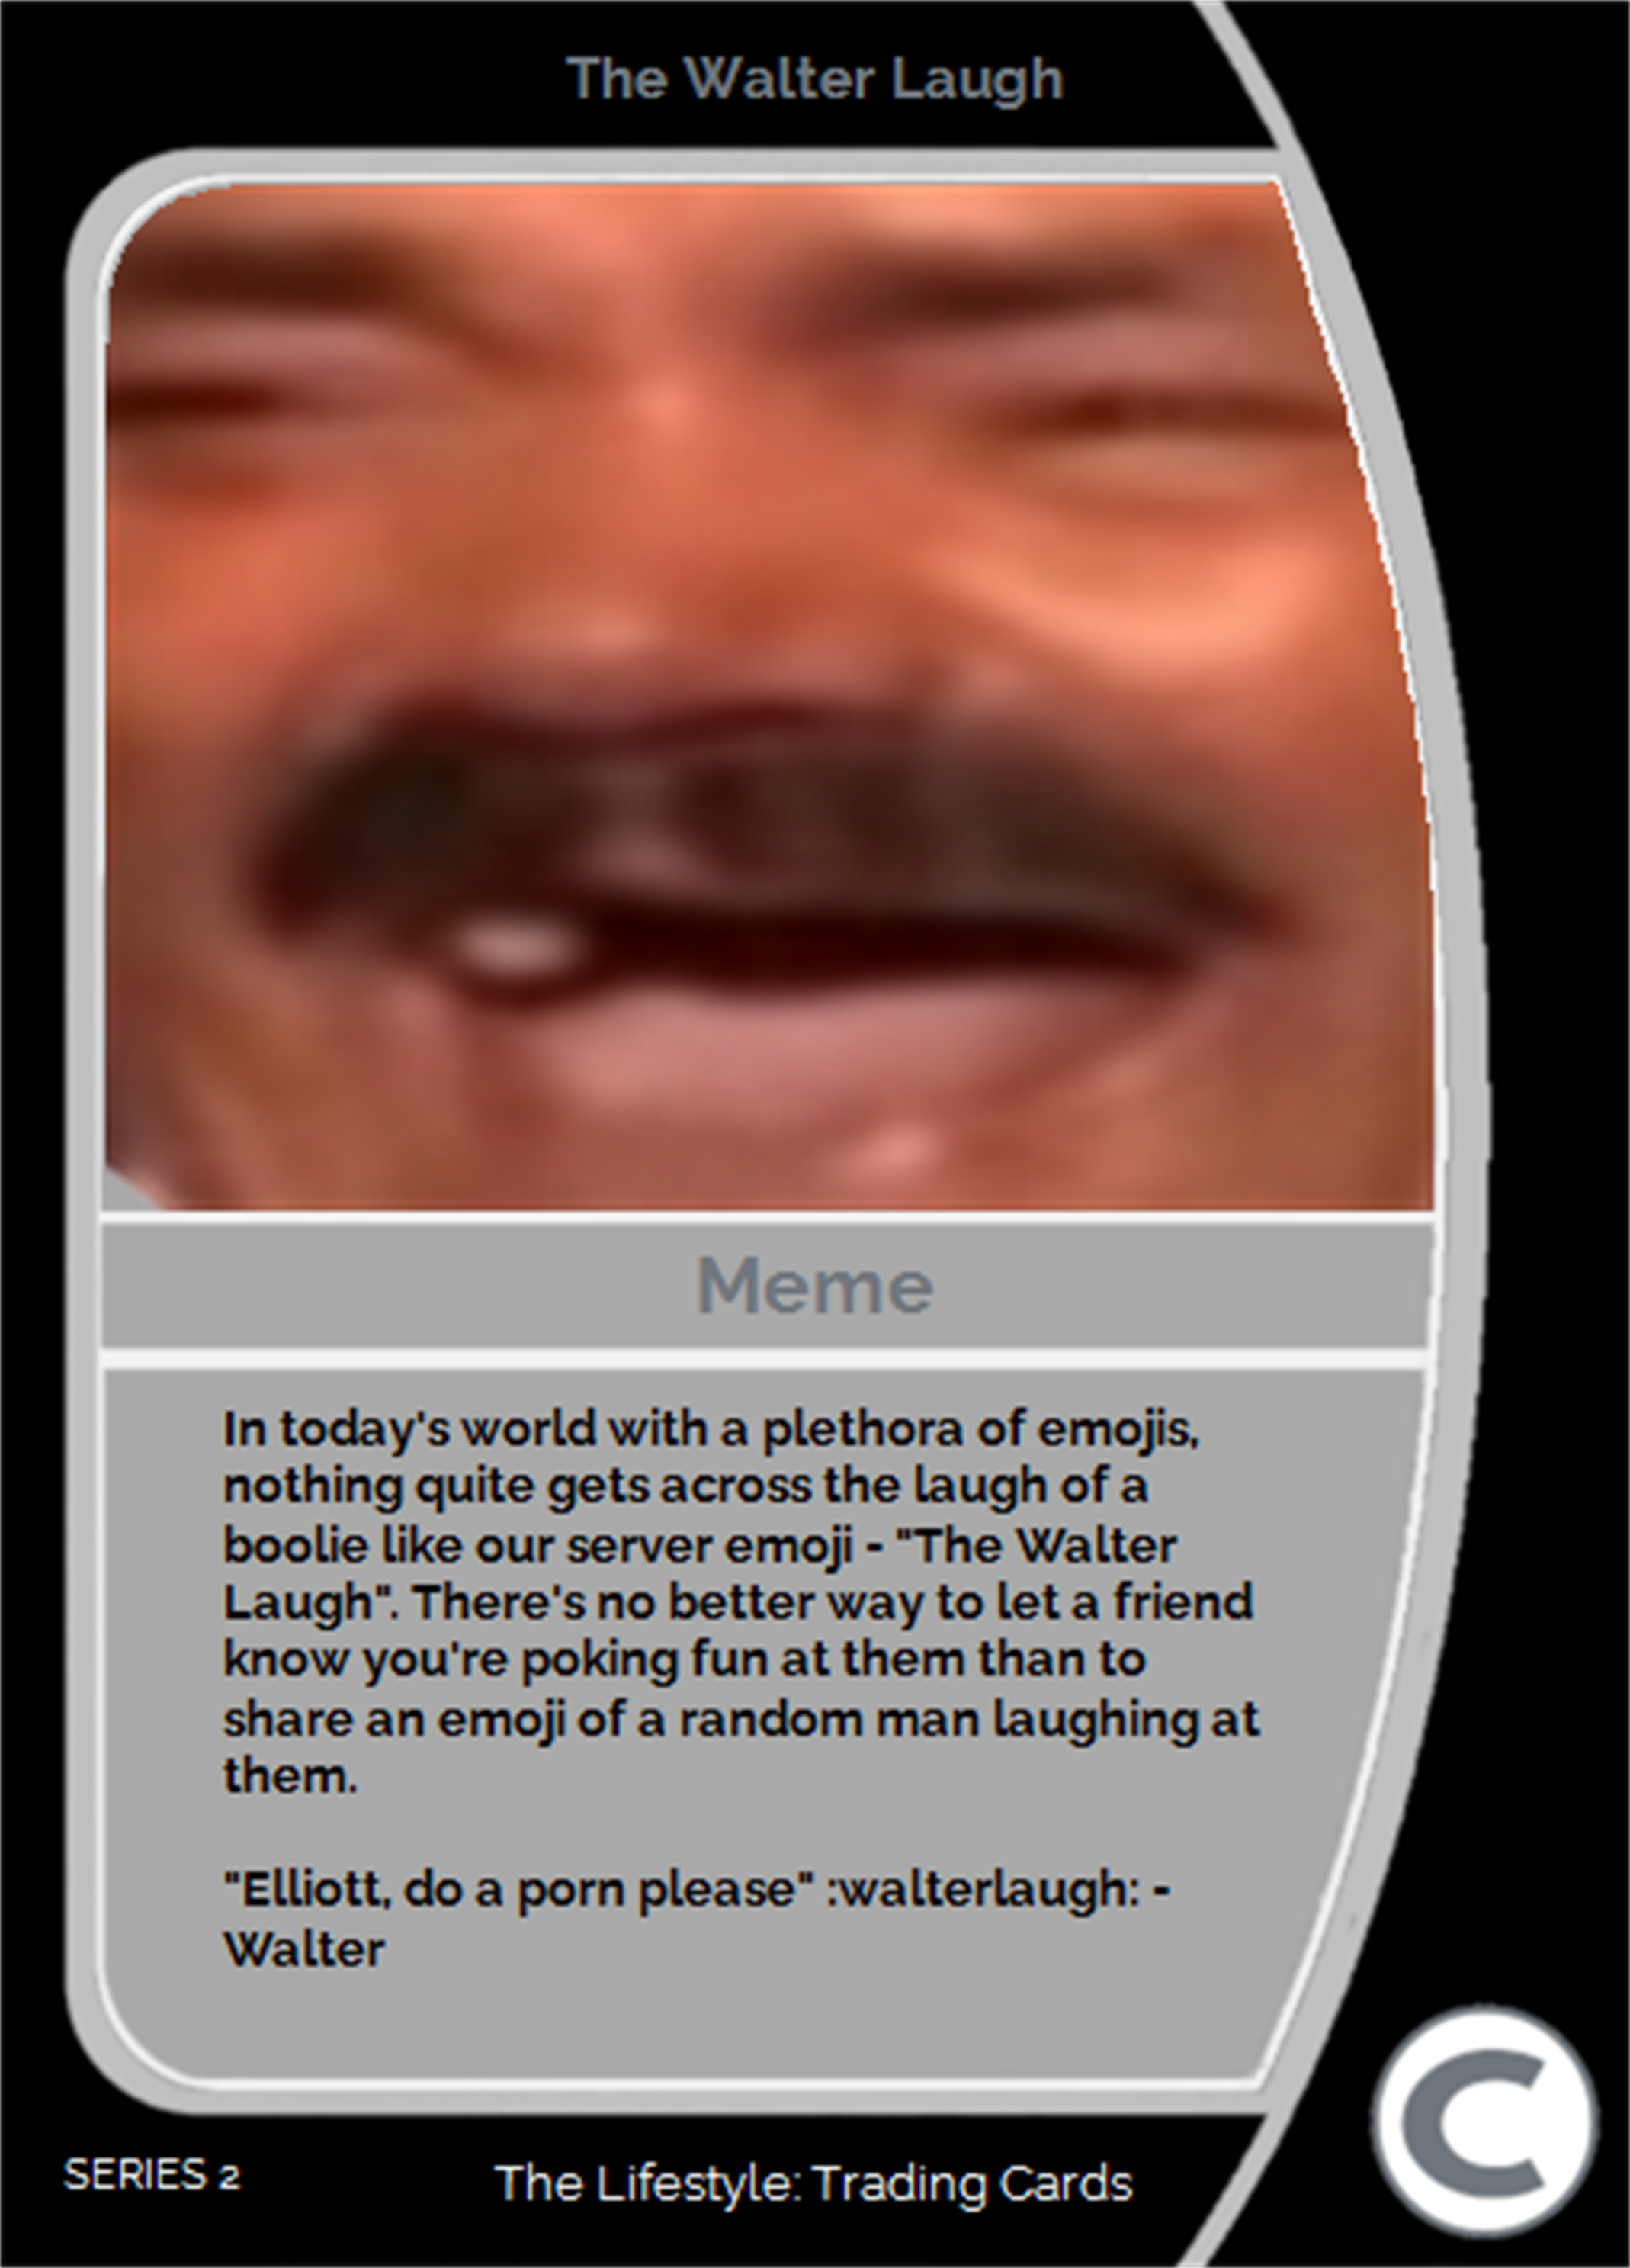 The Walter Laugh
Meme
In today's world with a plethora of emojis,
nothing quite gets across the laugh of a
boolie like our server emoji - "The Walter
Laugh". There's no better way to let a friend
know you're poking fun at them than to
share an emoji of a random man laughing at
them.
"Elliott, do a porn please" :walterlaugh: -
Walter
C
SERIES 2
The Lifestyle: Trading Cards